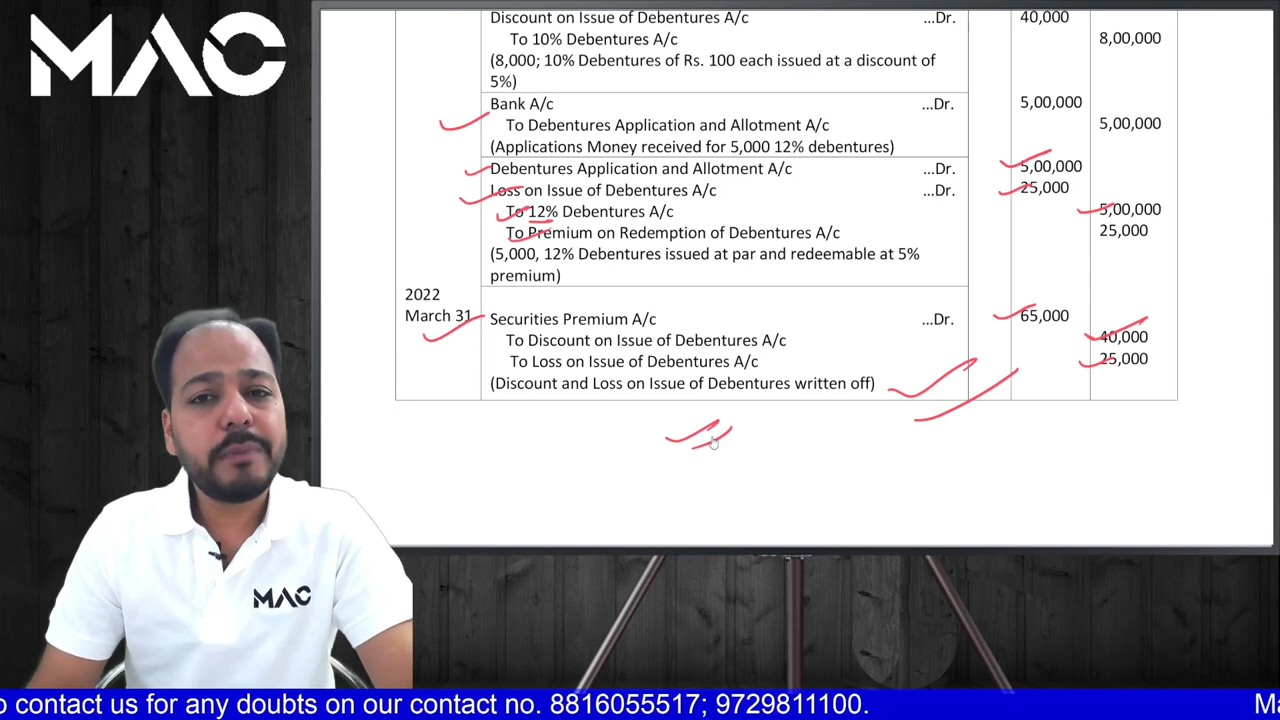 MAC
Discount on Issue of Debentures A/c ...Dr. 40,000
To 10% Debentures A/c 8,00,000
(8,000; 10% Debentures of Rs. 100 each issued at a discount of
5%)
Bank A/c ...Dr. 5,00,000
To Debentures Application and Allotment A/c 5,00,000
(Applications Money received for 5,000 12% debentures)
Debentures Application and Allotment A/c ...Dr. 5,00,000
Loss on Issue of Debentures A/c ...Dr. 25,000
To 12% Debentures A/c 5,00,000
To Premium on Redemption of Debentures A/c 25,000
(5,000, 12% Debentures issued at par and redeemable at 5%
premium)
2022
March 31 Securities Premium A/c ...Dr. 65,000
To Discount on Issue of Debentures A/c 40,000
To Loss on Issue of Debentures A/c 25,000
(Discount and Loss on Issue of Debentures written off)
MAC
o contact us for any doubts on our contact no. 8816055517; 9729811100. Ma